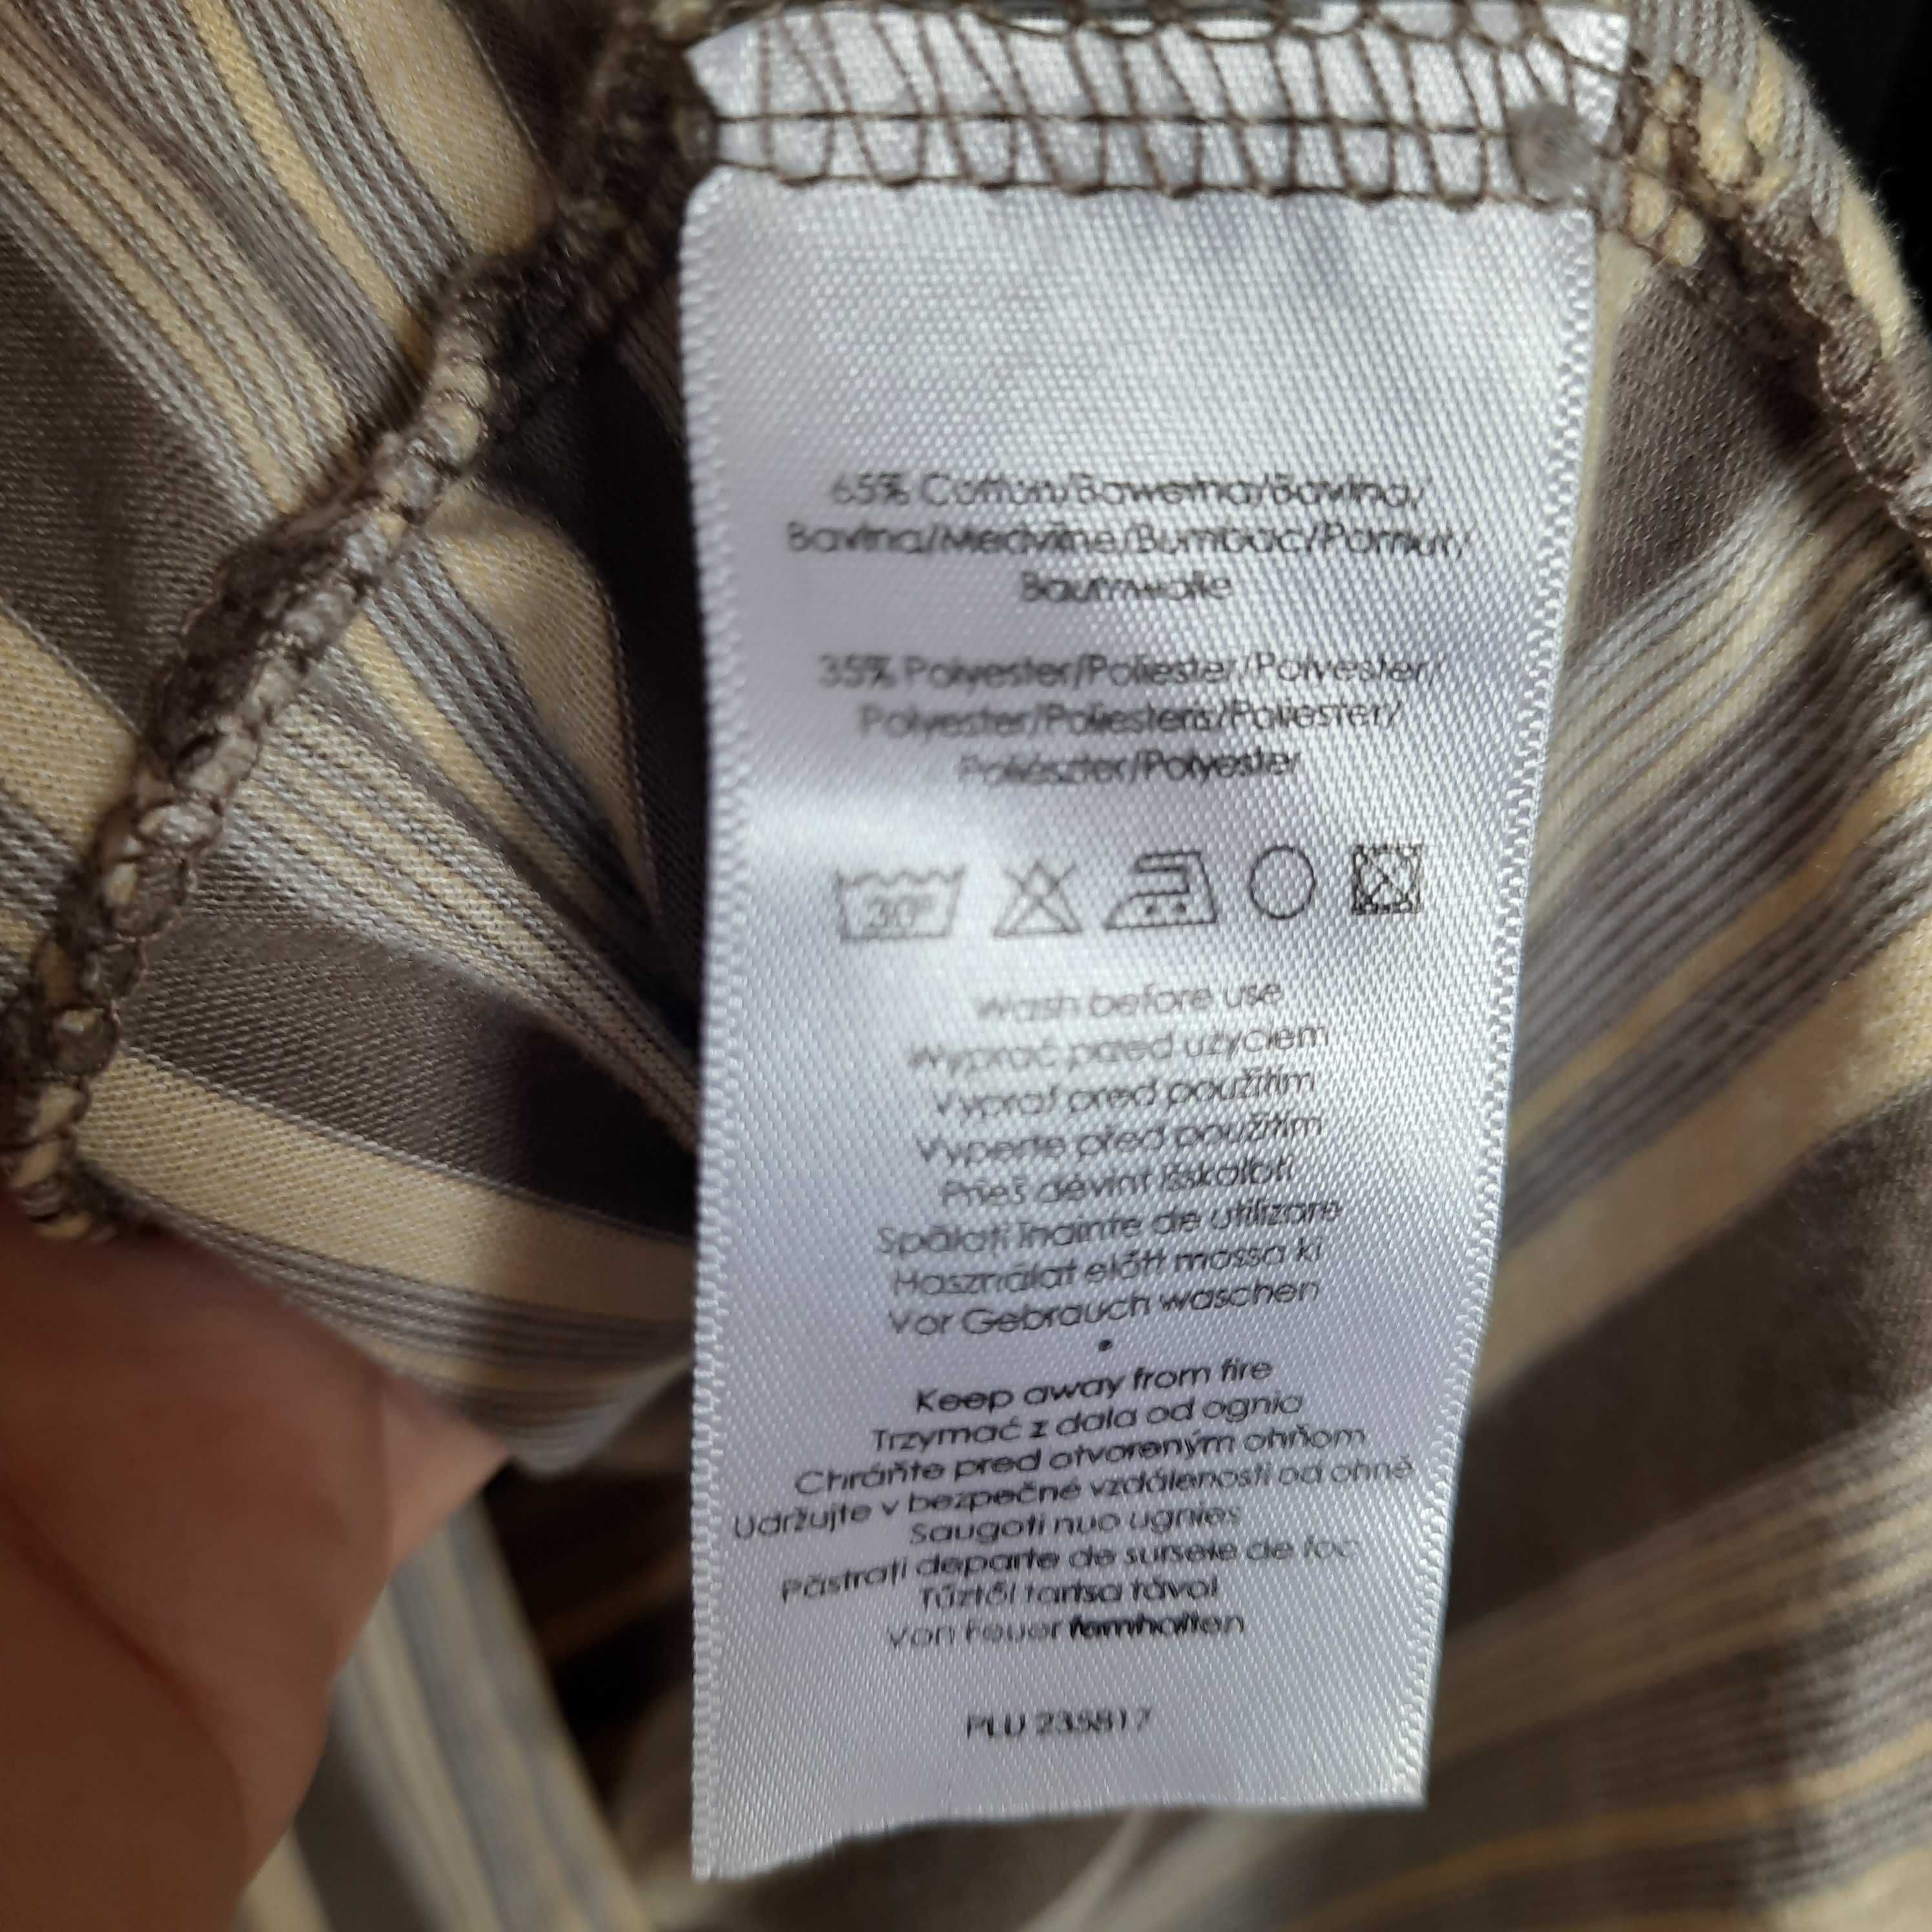 65% Cotton/Bawełna/Bavlna/
Bavlna/Medvilne/Bumbac/Pamut/
Baumwolle
35% Polyester/Poliester/Polyester/
Polyester/Poliesteris/Poliester/
Poliészter/Polyester
30°
Wash before use
Wyprać przed użyciem
Vyprať pred použitím
Vyperte před použitím
Prieš dėvint išskalbti
Spălați înainte de utilizare
Használat előtt mossa ki
Vor Gebrauch waschen
•
Keep away from fire
Trzymać z dala od ognia
Chráňte pred otvoreným ohňom
Udržujte v bezpečné vzdálenosti od ohně
Saugoti nuo ugnies
Păstrați departe de sursele de foc
Tűztől tartsa távol
Von Feuer fernhalten
PLU 235817